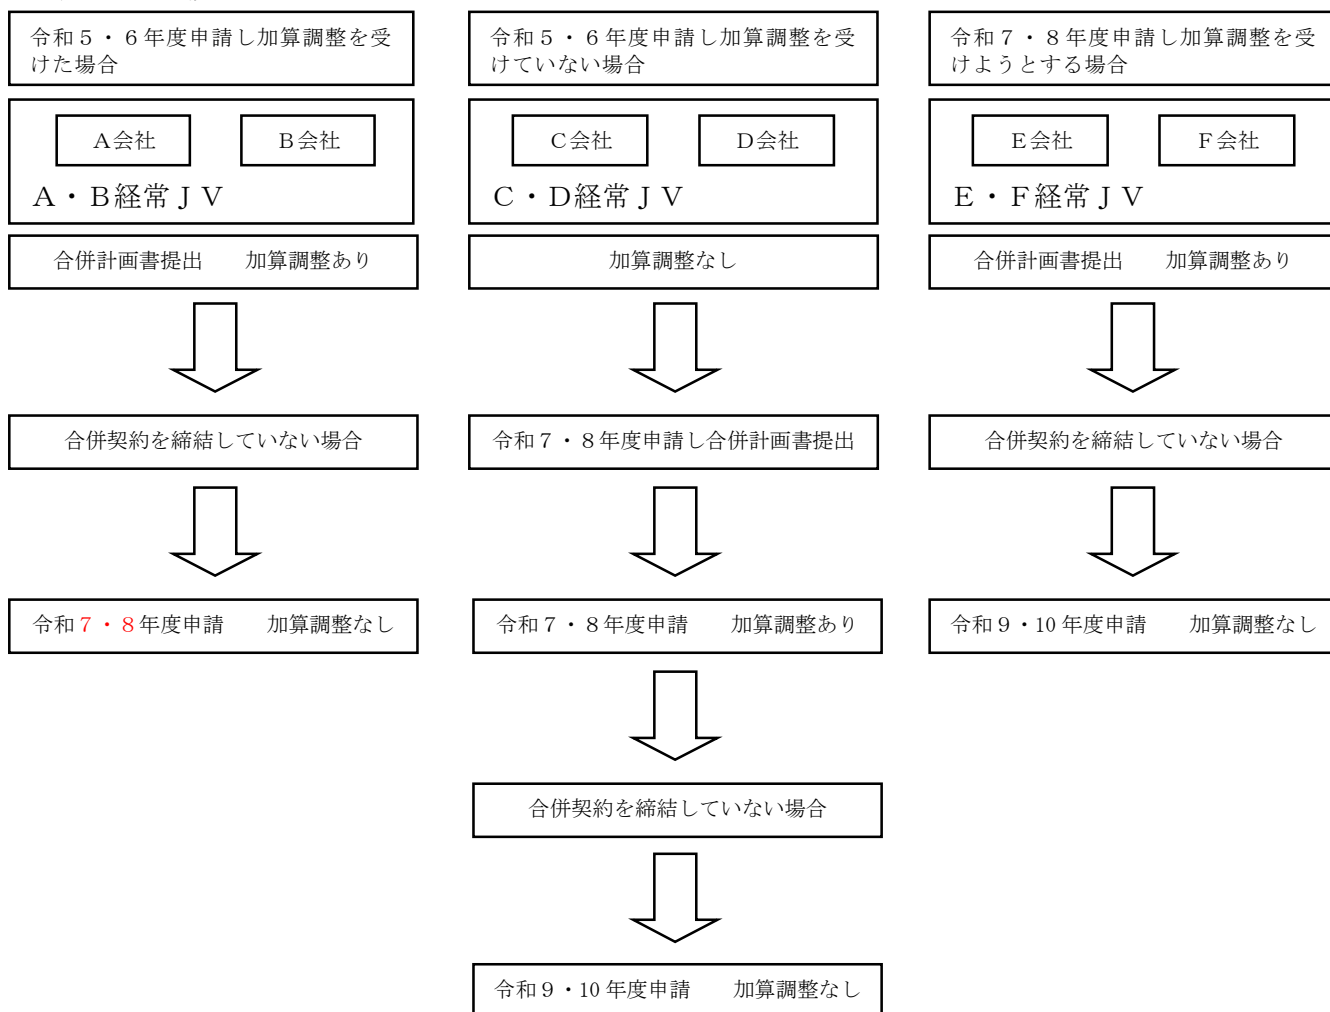 令和５・６年度申請し加算調整を受
けた場合
A会社
B会社
A・B経常ＪＶ
合併計画書提出　　加算調整あり
合併契約を締結していない場合
令和７・８年度申請　　加算調整なし
令和５・６年度申請し加算調整を受
けていない場合
C会社
D会社
C・D経常ＪＶ
加算調整なし
令和７・８年度申請し合併計画書提出
令和７・８年度申請　　加算調整あり
合併契約を締結していない場合
令和９・10 年度申請　　加算調整なし
令和７・８年度申請し加算調整を受
けようとする場合
E会社
F会社
E・F経常ＪＶ
合併計画書提出　　加算調整あり
合併契約を締結していない場合
令和９・10 年度申請　　加算調整なし